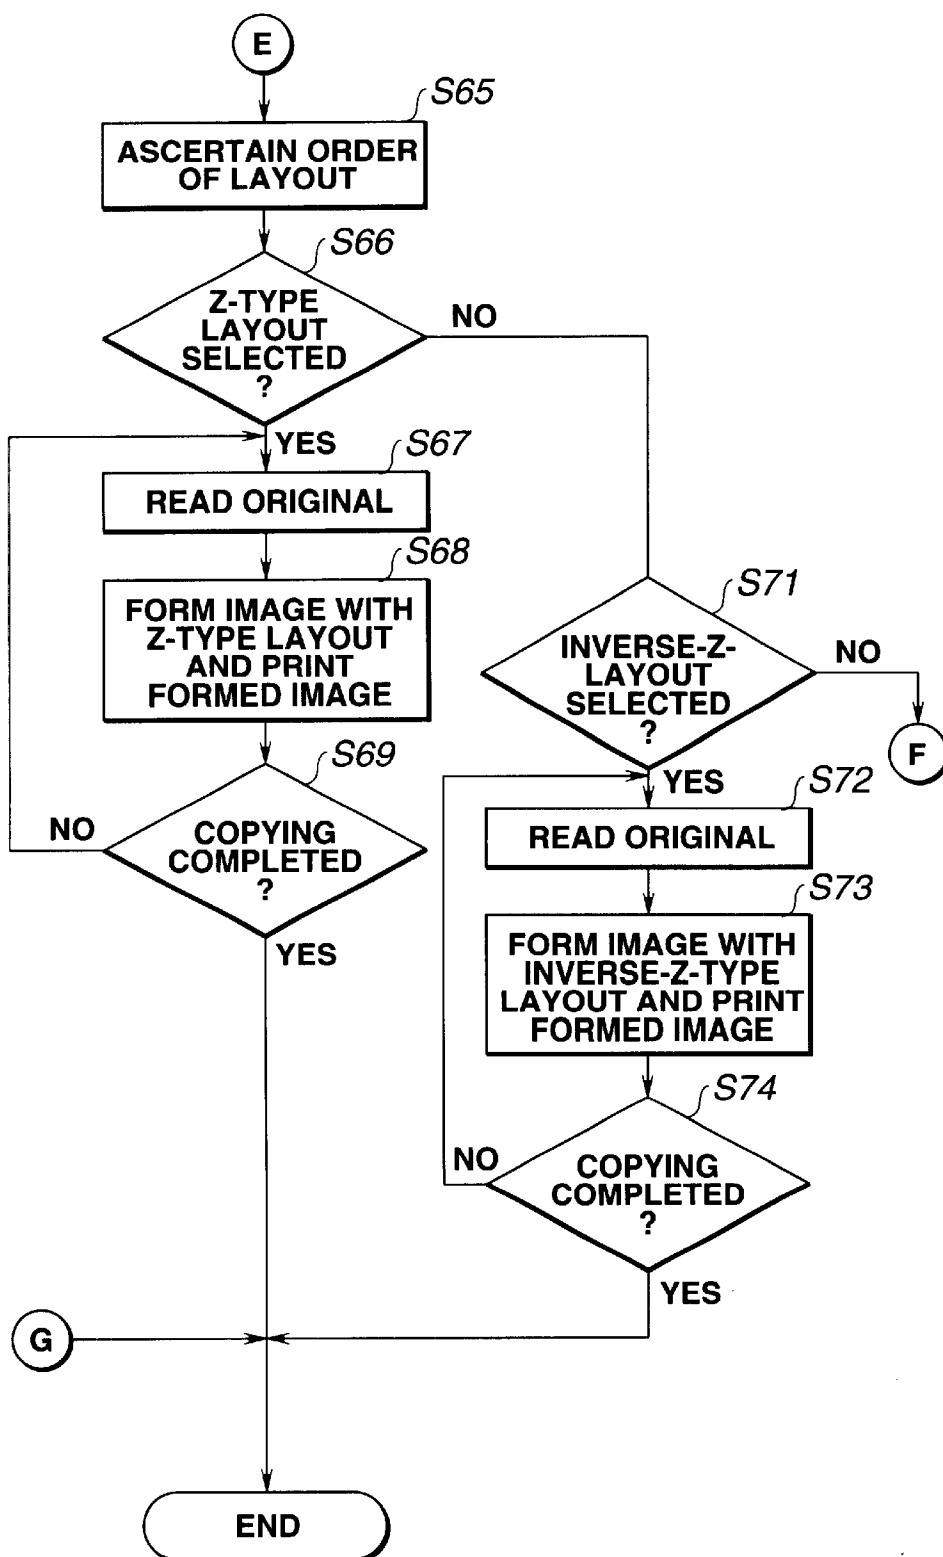 E
S65
ASCERTAIN ORDER
OF LAYOUT
S66
Z-TYPE
LAYOUT
SELECTED
?
NO
YES
S67
READ ORIGINAL
S68
FORM IMAGE WITH
Z-TYPE LAYOUT
AND PRINT
FORMED IMAGE
S69
COPYING
COMPLETED
?
NO
YES
S71
INVERSE-Z-
LAYOUT
SELECTED
?
NO
F
YES
S72
READ ORIGINAL
S73
FORM IMAGE WITH
INVERSE-Z-TYPE
LAYOUT AND PRINT
FORMED IMAGE
S74
COPYING
COMPLETED
?
NO
YES
G
END